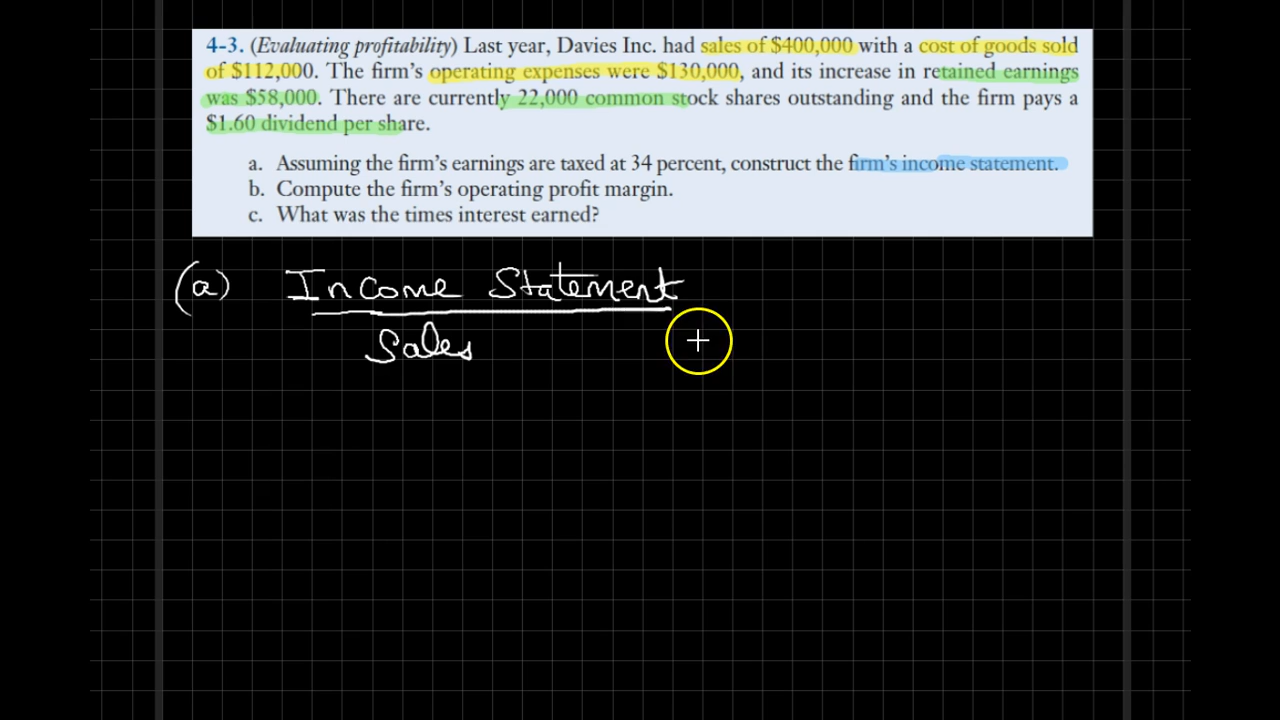 4-3. (Evaluating profitability) Last year, Davies Inc. had sales of $400,000 with a cost of goods sold
of $112,000. The firm's operating expenses were $130,000, and its increase in retained earnings
was $58,000. There are currently 22,000 common stock shares outstanding and the firm pays a
$1.60 dividend per share.
a. Assuming the firm's earnings are taxed at 34 percent, construct the firm's income statement.
b. Compute the firm's operating profit margin.
c. What was the times interest earned?
(a) Income Statement
Sales